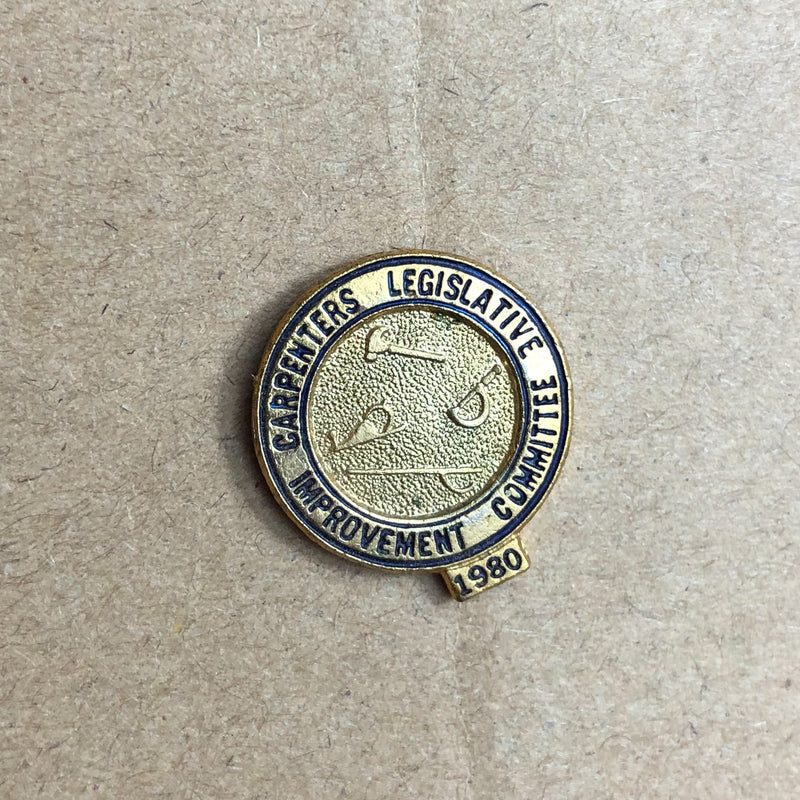 CARPENTERS LEGISLATIVE
IMPROVEMENT COMMITTEE
1980